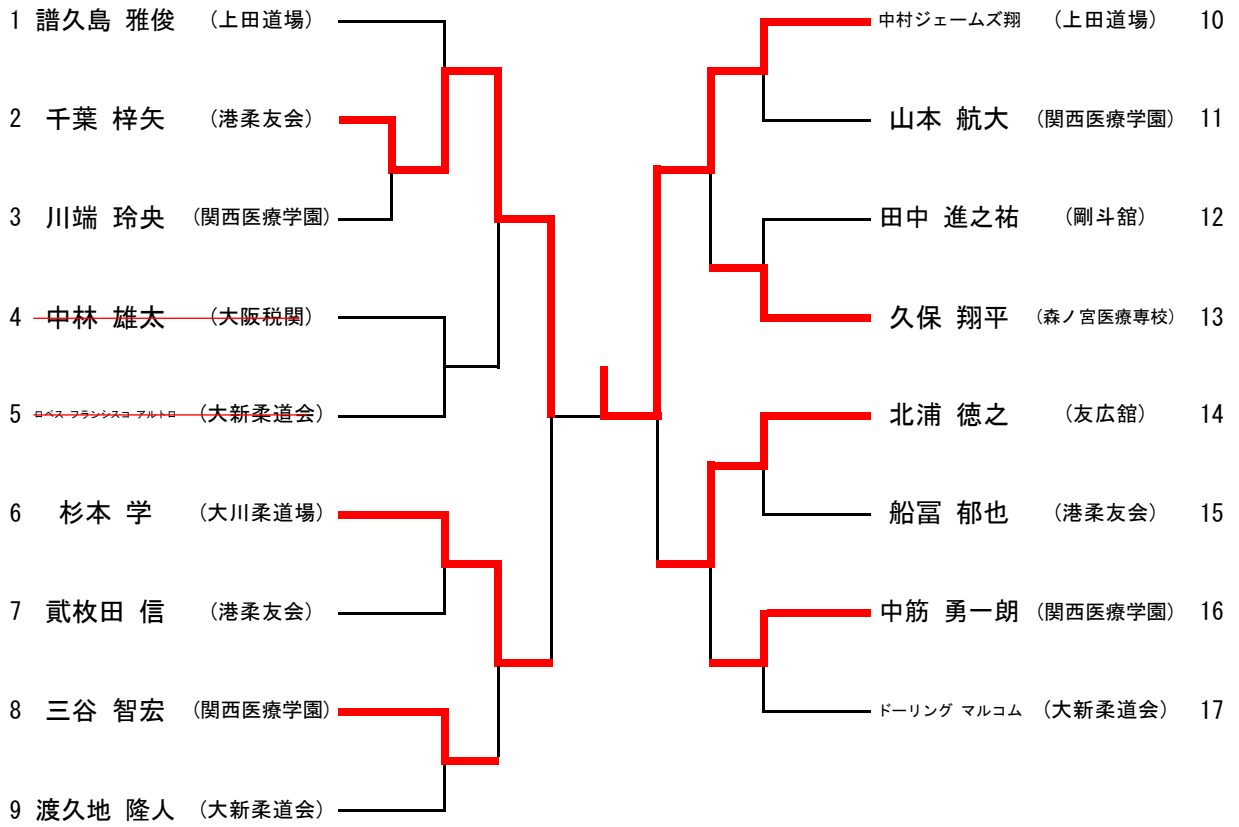 1 譜久島 雅俊 (上田道場)
2 千葉 梓矢 (港柔友会)
3 川端 玲央 (関西医療学園)
4 中林 雄太 (大阪税関)
5 ロペス フランシスコ アルトロ (大新柔道会)
6 杉本 学 (大川柔道場)
7 貮枚田 信 (港柔友会)
8 三谷 智宏 (関西医療学園)
9 渡久地 隆人 (大新柔道会)
中村ジェームズ翔 (上田道場) 10
山本 航大 (関西医療学園) 11
田中 進之祐 (剛斗舘) 12
久保 翔平 (森ノ宮医療専校) 13
北浦 徳之 (友広舘) 14
船冨 郁也 (港柔友会) 15
中筋 勇一朗 (関西医療学園) 16
ドーリング マルコム (大新柔道会) 17